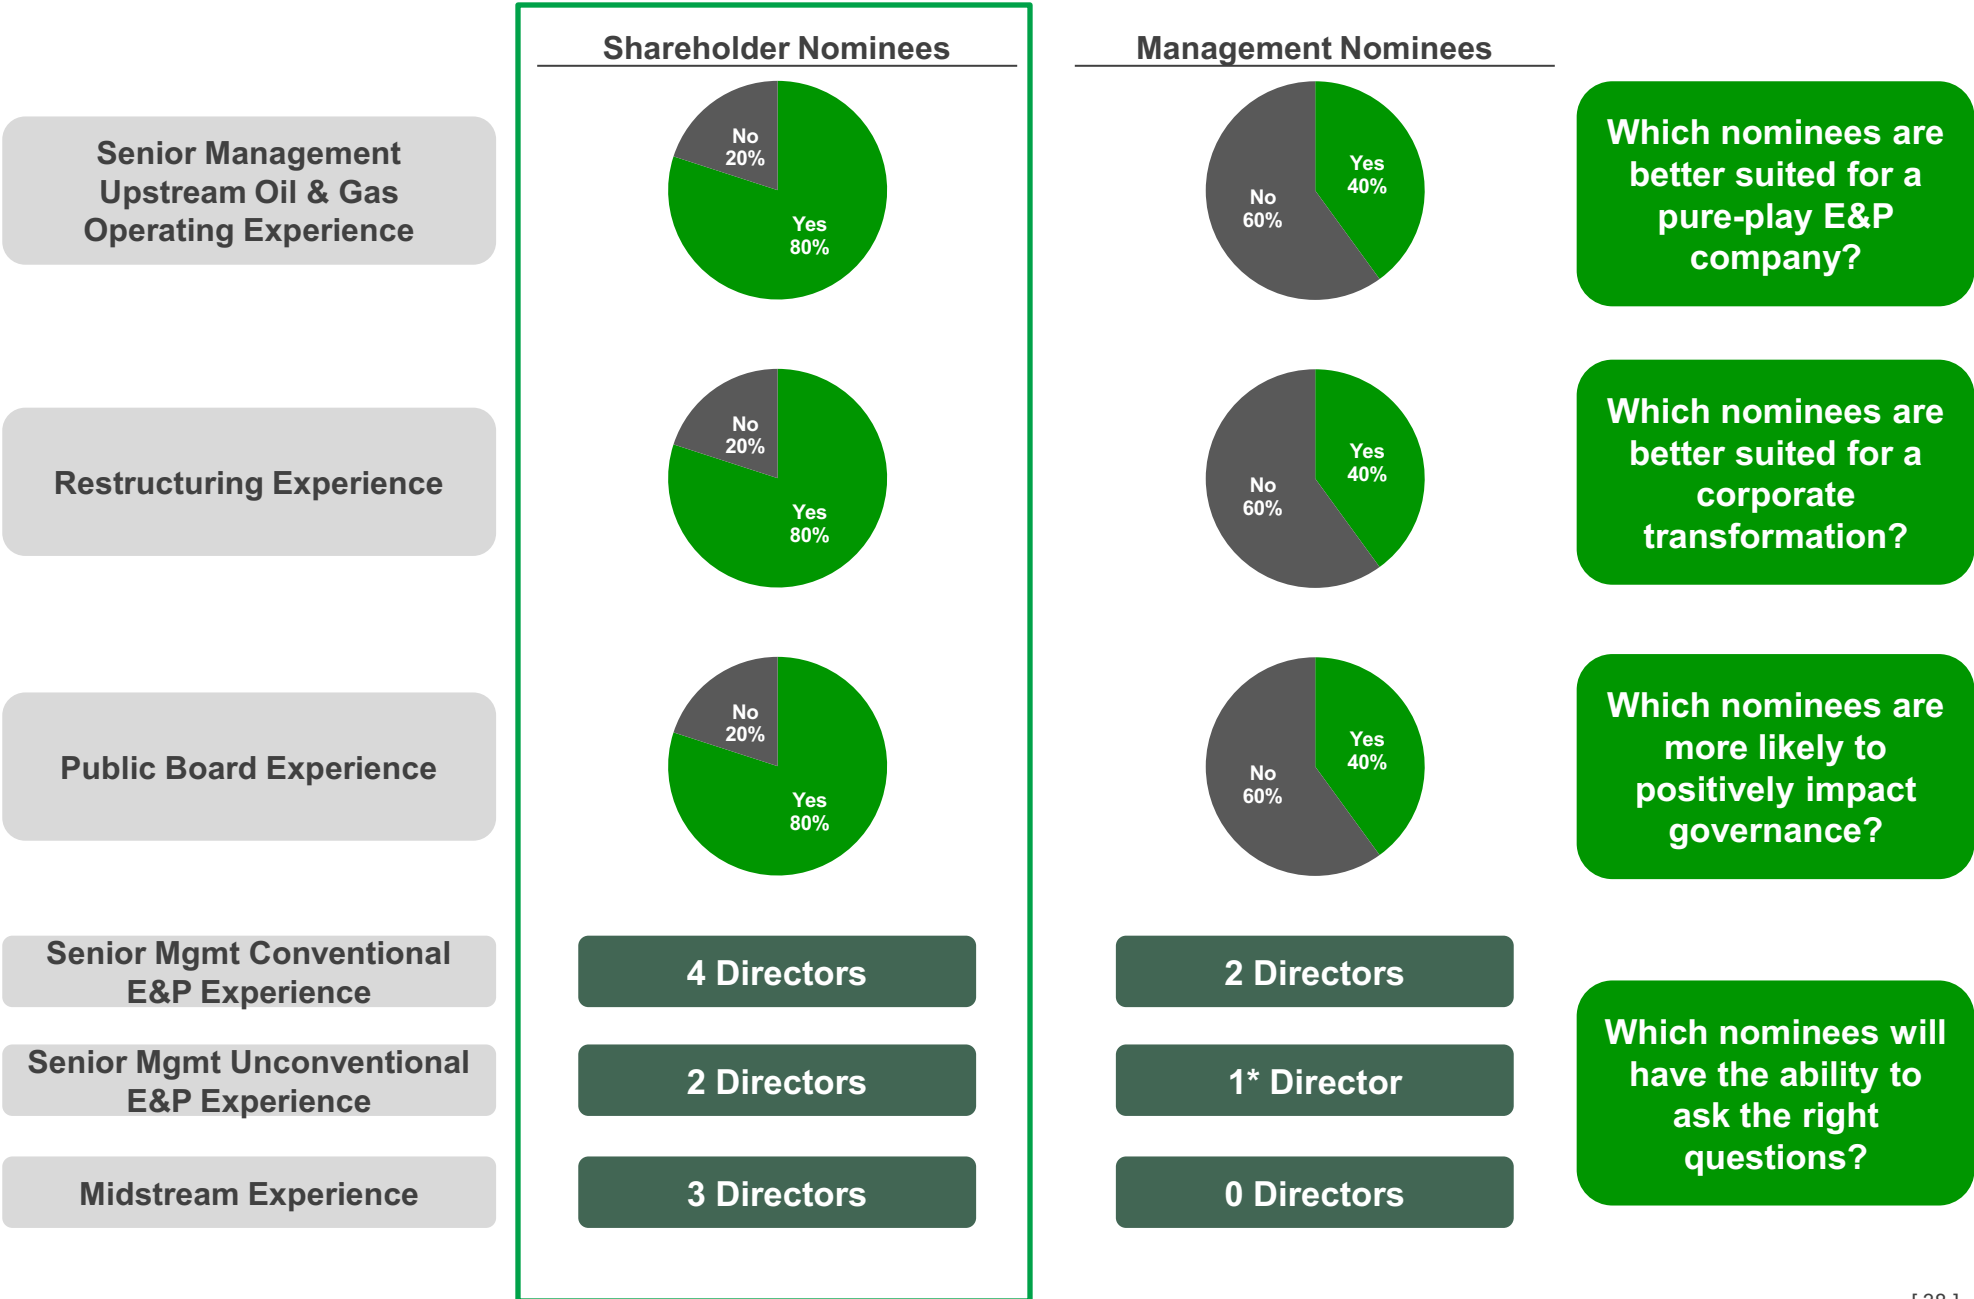 Shareholder Nominees
Management Nominees
Senior Management
Upstream Oil & Gas
Operating Experience
No
20%
Yes
80%
Yes
40%
No
60%
Which nominees are
better suited for a
pure-play E&P
company?
Restructuring Experience
No
20%
Yes
80%
Yes
40%
No
60%
Which nominees are
better suited for a
corporate
transformation?
Public Board Experience
No
20%
Yes
80%
Yes
40%
No
60%
Which nominees are
more likely to
positively impact
governance?
Senior Mgmt Conventional
E&P Experience
4 Directors
2 Directors
Senior Mgmt Unconventional
E&P Experience
2 Directors
1* Director
Midstream Experience
3 Directors
0 Directors
Which nominees will
have the ability to
ask the right
questions?